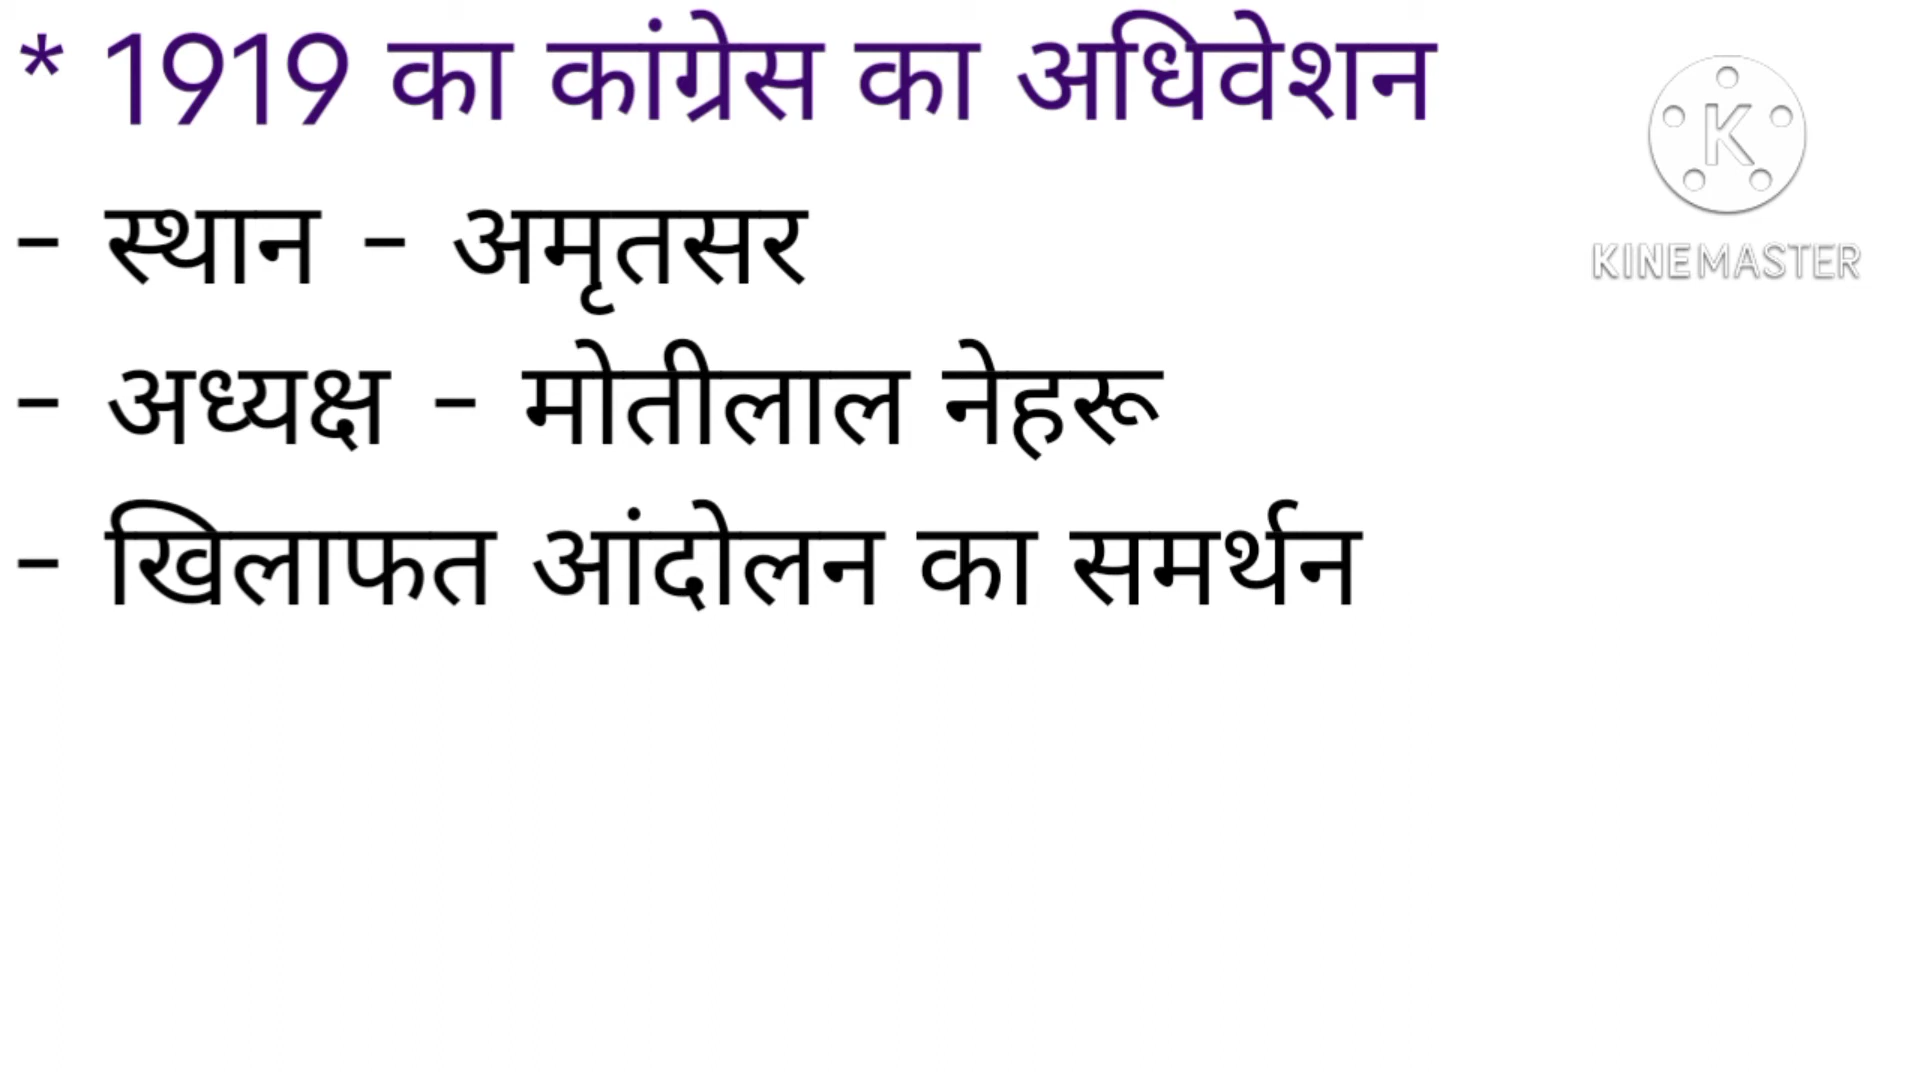 * 1919 का कांग्रेस का अधिवेशन
- स्थान - अमृतसर
- अध्यक्ष - मोतीलाल नेहरू
- खिलाफत आंदोलन का समर्थन
K
KINEMASTER